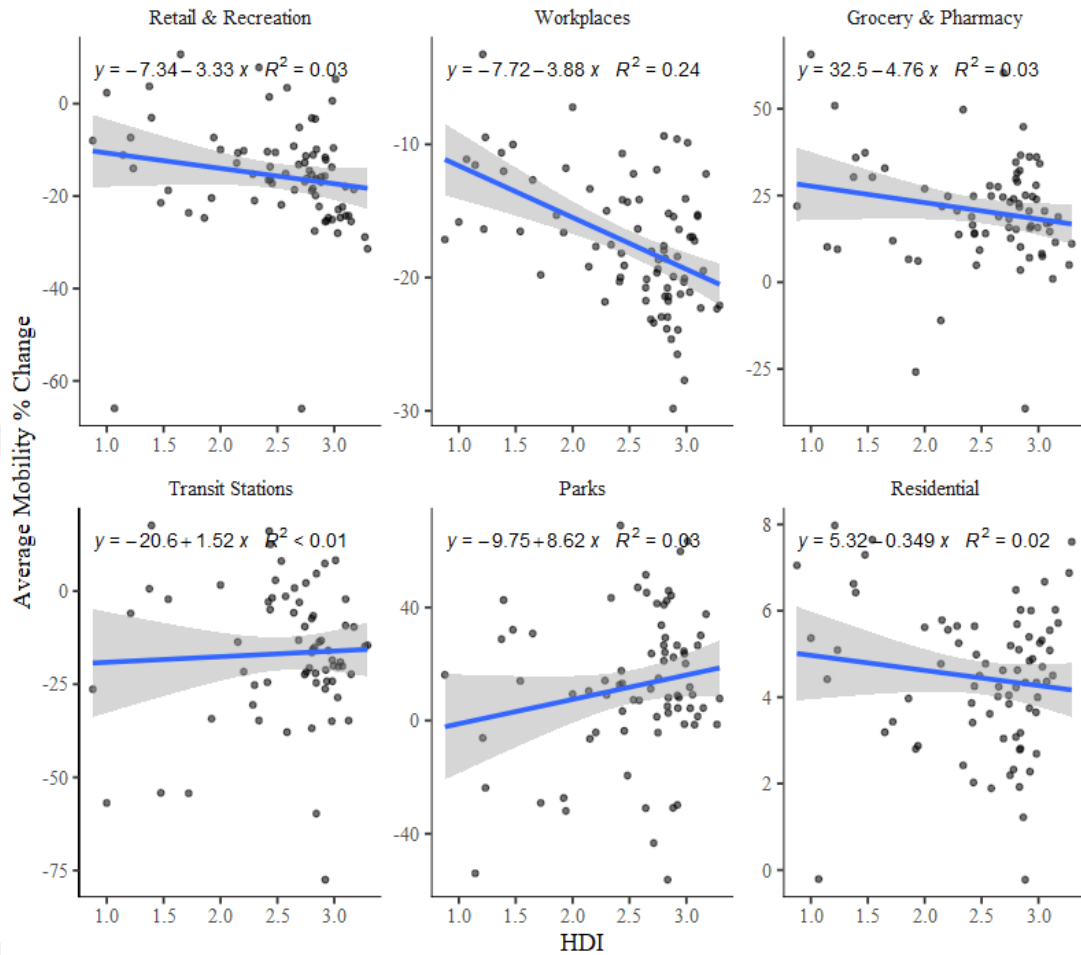 Retail & Recreation
Workplaces
Grocery & Pharmacy
y = −7.34 − 3.33 x R² = 0.03
y = −7.72 − 3.88 x R² = 0.24
y = 32.5 − 4.76 x R² = 0.03
0
-20
-40
-60
-10
-20
-30
50
25
0
-25
1.0 1.5 2.0 2.5 3.0
1.0 1.5 2.0 2.5 3.0
1.0 1.5 2.0 2.5 3.0
Average Mobility % Change
Transit Stations
Parks
Residential
y = −20.6 + 1.52 x R² < 0.01
y = −9.75 + 8.62 x R² = 0.03
y = 5.32 − 0.349 x R² = 0.02
0
-25
-50
-75
40
0
-40
8
6
4
2
0
1.0 1.5 2.0 2.5 3.0
1.0 1.5 2.0 2.5 3.0
1.0 1.5 2.0 2.5 3.0
HDI